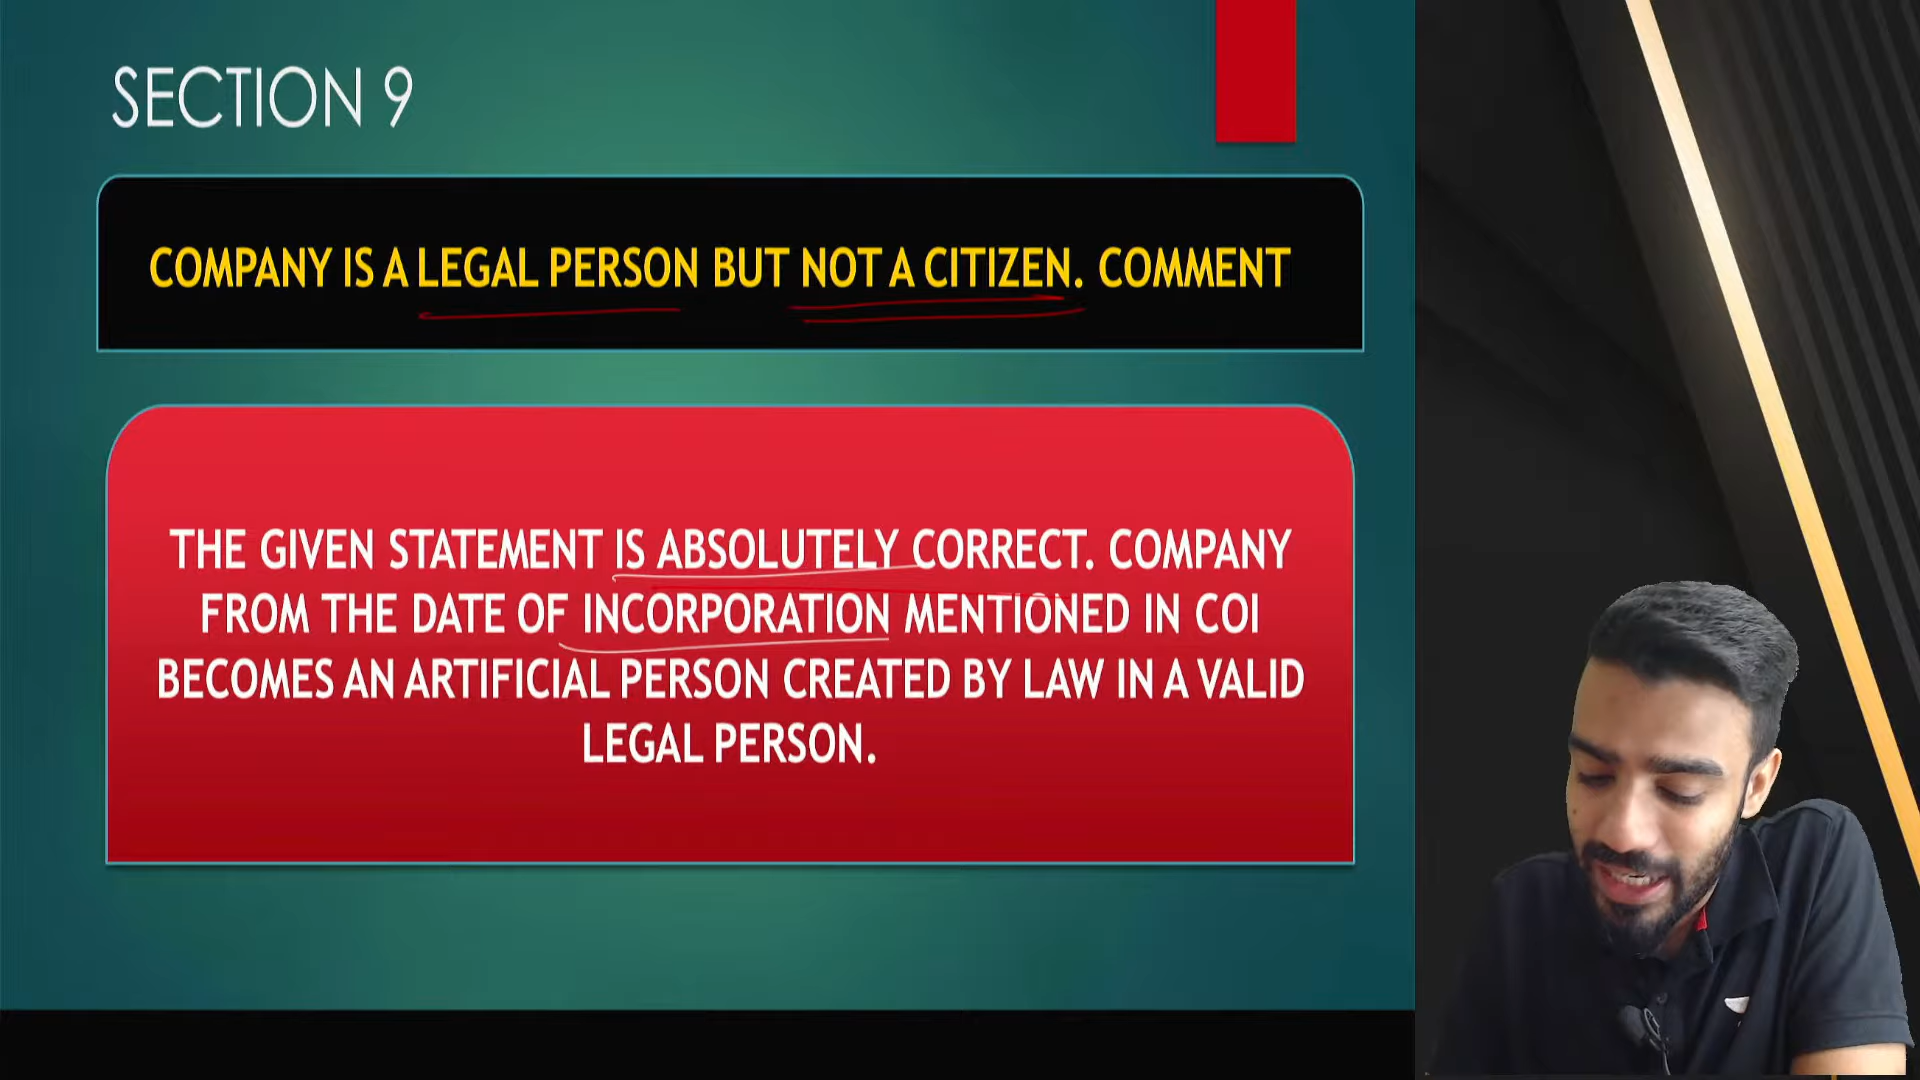 SECTION 9
COMPANY IS A LEGAL PERSON BUT NOT A CITIZEN. COMMENT
THE GIVEN STATEMENT IS ABSOLUTELY CORRECT. COMPANY
FROM THE DATE OF INCORPORATION MENTIONED IN COI
BECOMES AN ARTIFICIAL PERSON CREATED BY LAW IN A VALID
LEGAL PERSON.